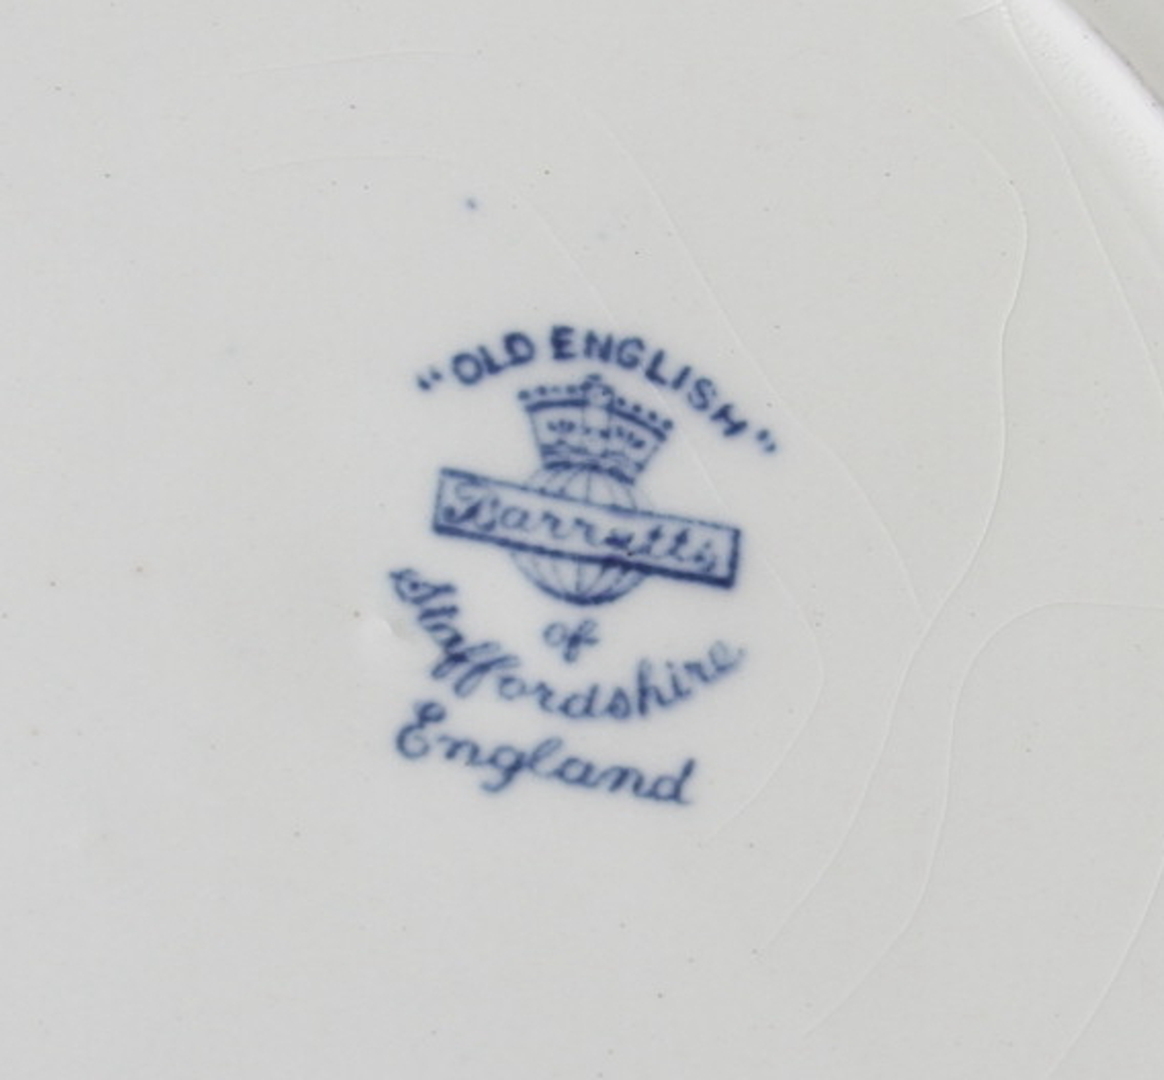 "OLD ENGLISH"
Barratts
of
Staffordshire
England